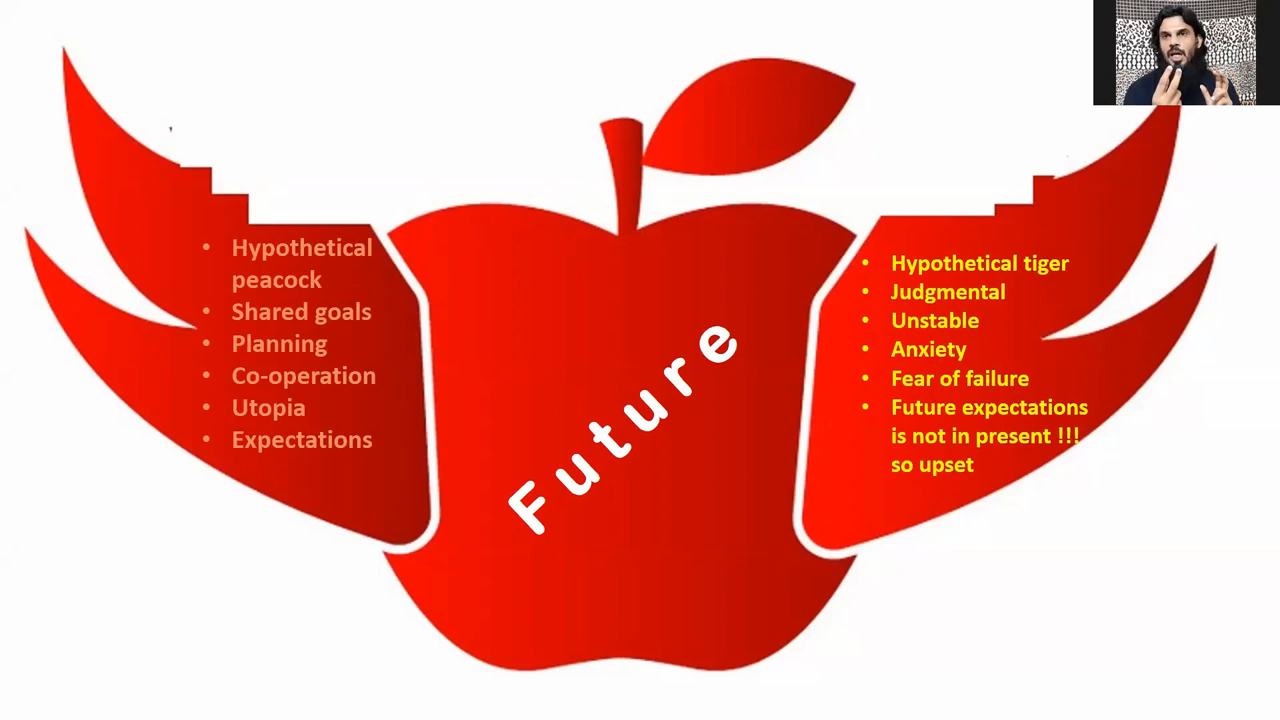 • Hypothetical
peacock
• Shared goals
• Planning
• Co-operation
• Utopia
• Expectations
Future
• Hypothetical tiger
• Judgmental
• Unstable
• Anxiety
• Fear of failure
• Future expectations
is not in present !!!
so upset